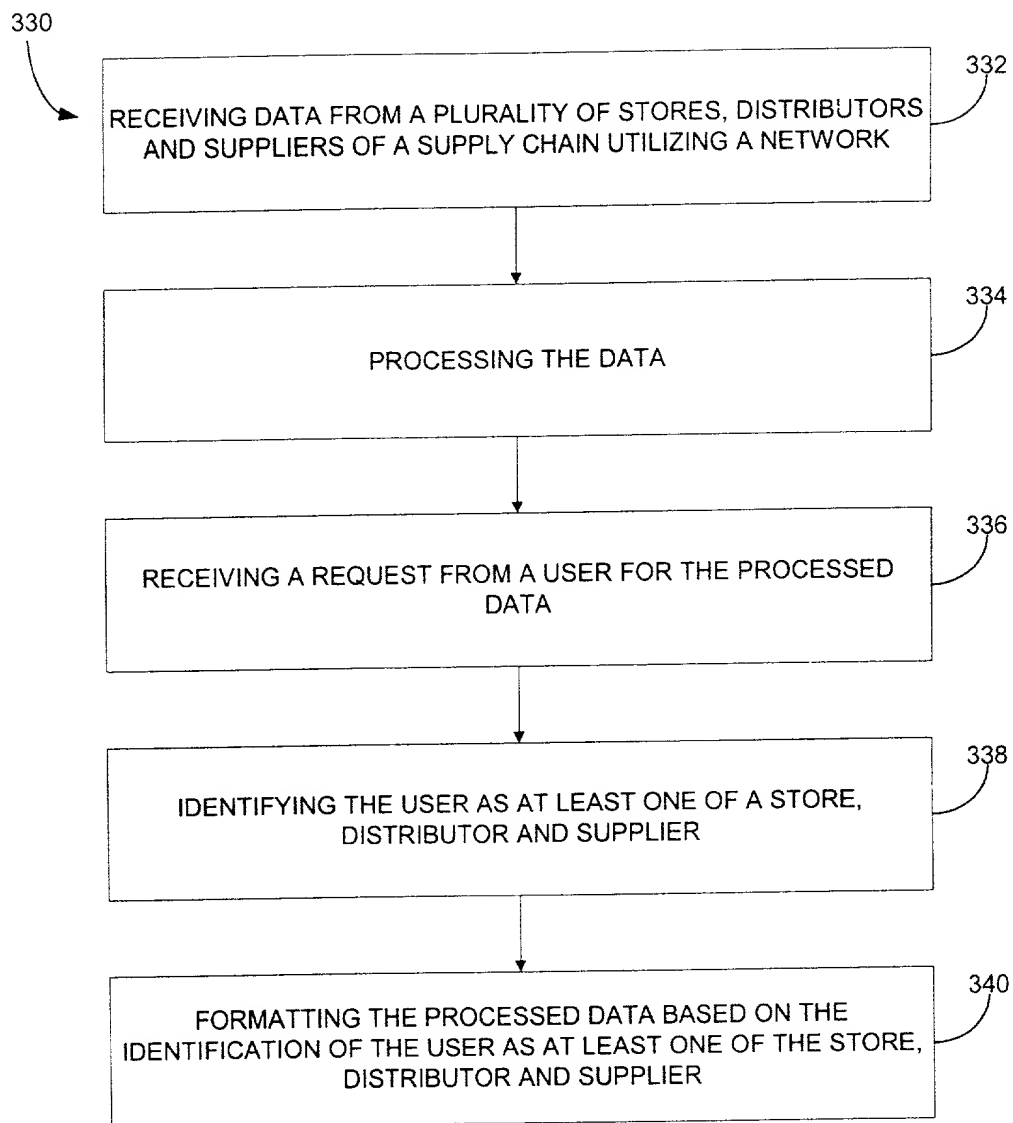 330
332
RECEIVING DATA FROM A PLURALITY OF STORES, DISTRIBUTORS
AND SUPPLIERS OF A SUPPLY CHAIN UTILIZING A NETWORK
334
PROCESSING THE DATA
336
RECEIVING A REQUEST FROM A USER FOR THE PROCESSED
DATA
338
IDENTIFYING THE USER AS AT LEAST ONE OF A STORE,
DISTRIBUTOR AND SUPPLIER
340
FORMATTING THE PROCESSED DATA BASED ON THE
IDENTIFICATION OF THE USER AS AT LEAST ONE OF THE STORE,
DISTRIBUTOR AND SUPPLIER